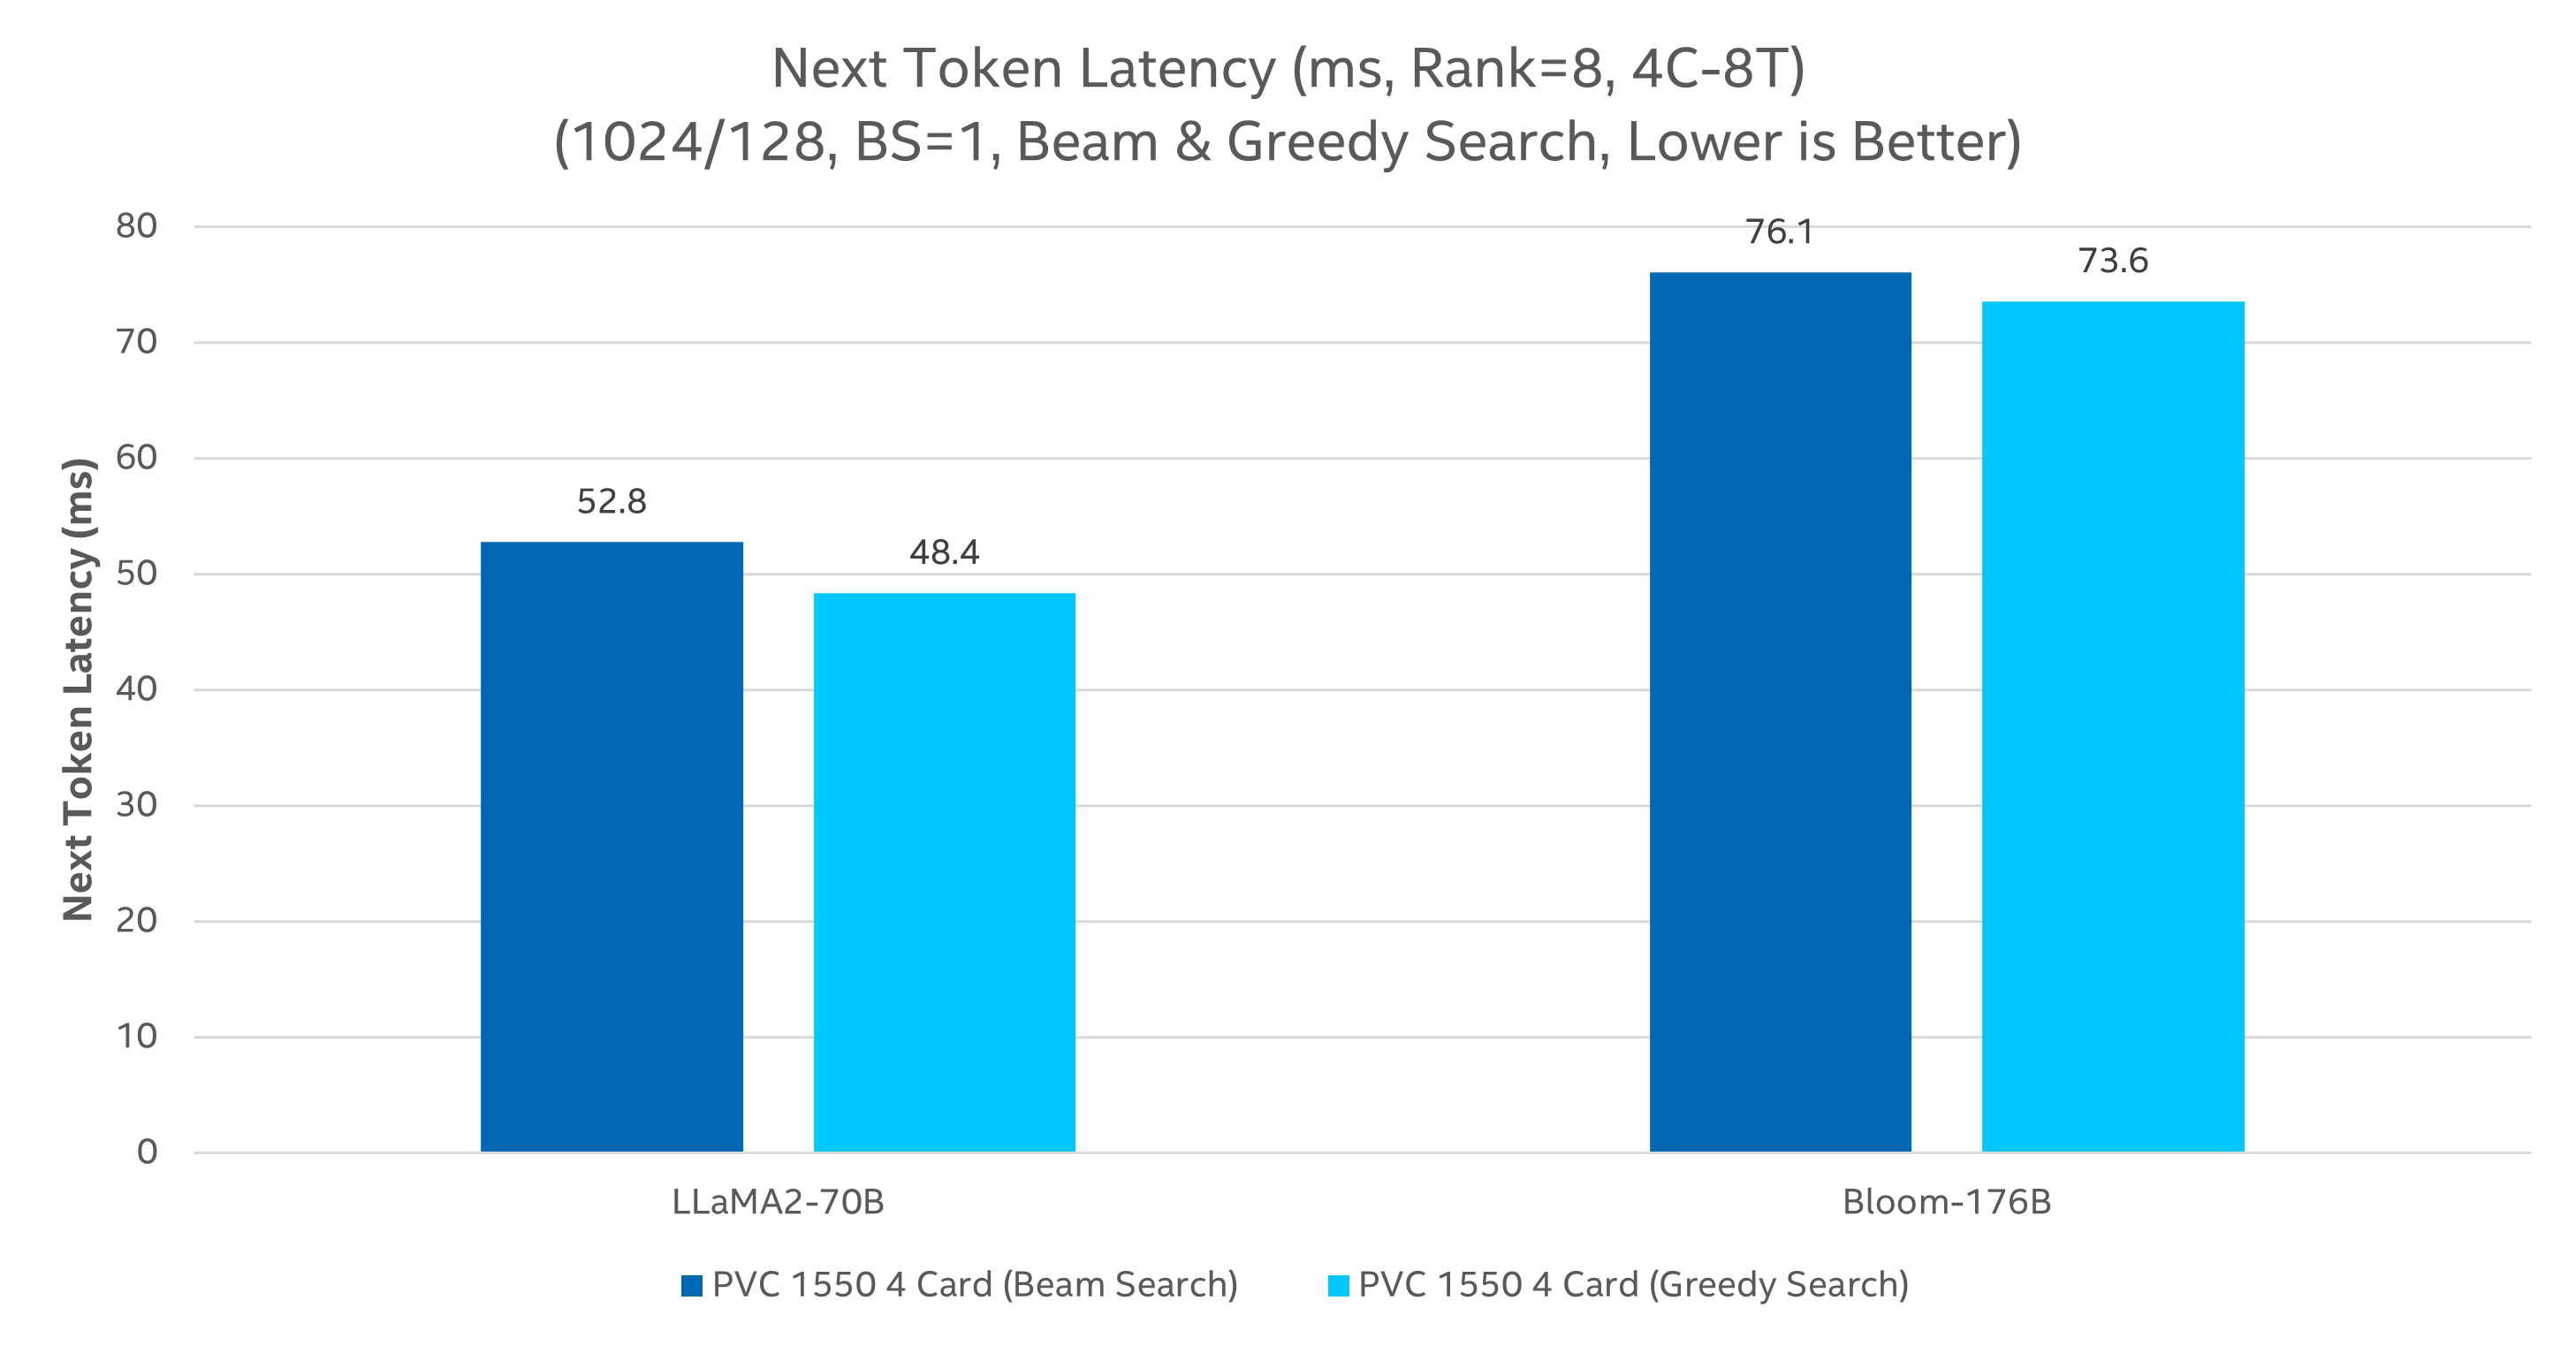 Next Token Latency (ms, Rank=8, 4C-8T)
(1024/128, BS=1, Beam & Greedy Search, Lower is Better)
Next Token Latency (ms)
80
70
60
50
40
30
20
10
0
52.8
48.4
76.1
73.6
LLaMA2-70B
Bloom-176B
PVC 1550 4 Card (Beam Search)
PVC 1550 4 Card (Greedy Search)